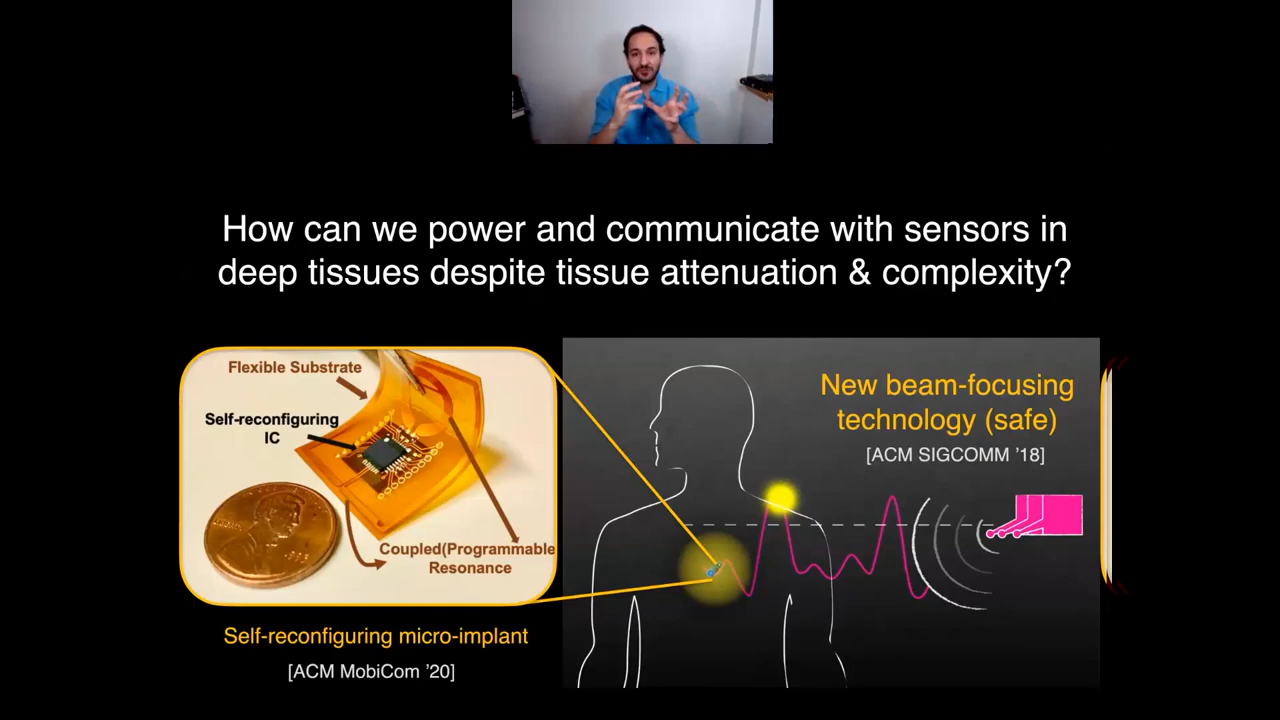 How can we power and communicate with sensors in
deep tissues despite tissue attenuation & complexity?
Flexible Substrate
Self-reconfiguring
IC
Coupled(Programmable
Resonance
Self-reconfiguring micro-implant
[ACM MobiCom ’20]
New beam-focusing
technology (safe)
[ACM SIGCOMM ’18]